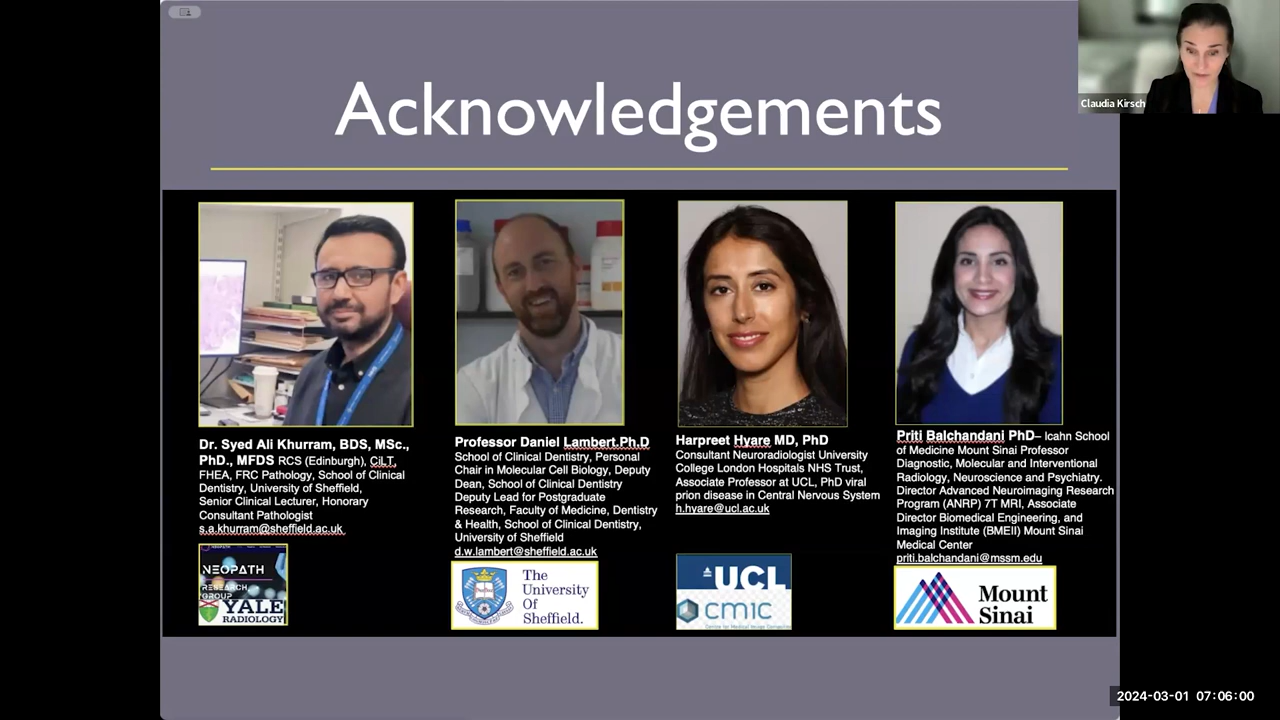 Acknowledgements
Claudia Kirsch
Dr. Syed Ali Khurram, BDS, MSc.,
PhD., MFDS RCS (Edinburgh), CiLT,
FHEA, FRC Pathology, School of Clinical
Dentistry, University of Sheffield,
Senior Clinical Lecturer, Honorary
Consultant Pathologist
s.a.khurram@sheffield.ac.uk
NEOPATH
RESEARCH
GROUP
YALE
RADIOLOGY
Professor Daniel Lambert.Ph.D
School of Clinical Dentistry, Personal
Chair in Molecular Cell Biology, Deputy
Dean, School of Clinical Dentistry
Deputy Lead for Postgraduate
Research, Faculty of Medicine, Dentistry
& Health, School of Clinical Dentistry,
University of Sheffield
d.w.lambert@sheffield.ac.uk
The
University
Of
Sheffield.
Harpreet Hyare MD, PhD
Consultant Neuroradiologist University
College London Hospitals NHS Trust,
Associate Professor at UCL, PhD viral
prion disease in Central Nervous System
h.hyare@ucl.ac.uk
UCL
cmic
Centre for Medical Image
Priti Balchandani PhD– Icahn School
of Medicine Mount Sinai Professor
Diagnostic, Molecular and Interventional
Radiology, Neuroscience and Psychiatry.
Director Advanced Neuroimaging Research
Program (ANRP) 7T MRI, Associate
Director Biomedical Engineering, and
Imaging Institute (BMEII) Mount Sinai
Medical Center
priti.balchandani@mssm.edu
Mount
Sinai
2024-03-01 07:06:00